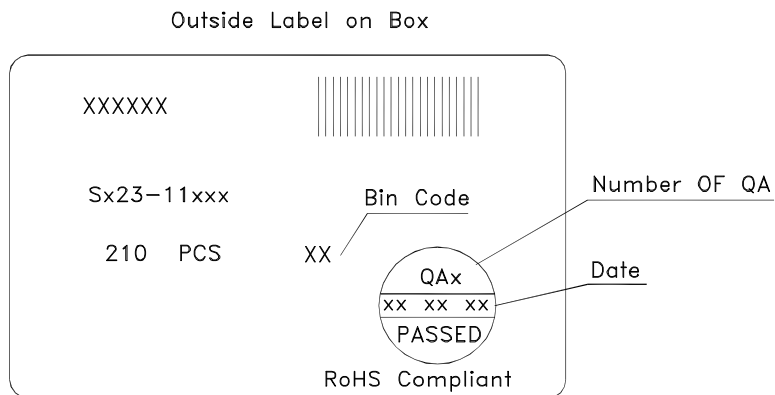 Outside Label on Box
XXXXXX
Sx23-11xxx
Bin Code
Number OF QA
210 PCS
XX
QAx
Date
xx xx xx
PASSED
RoHS Compliant